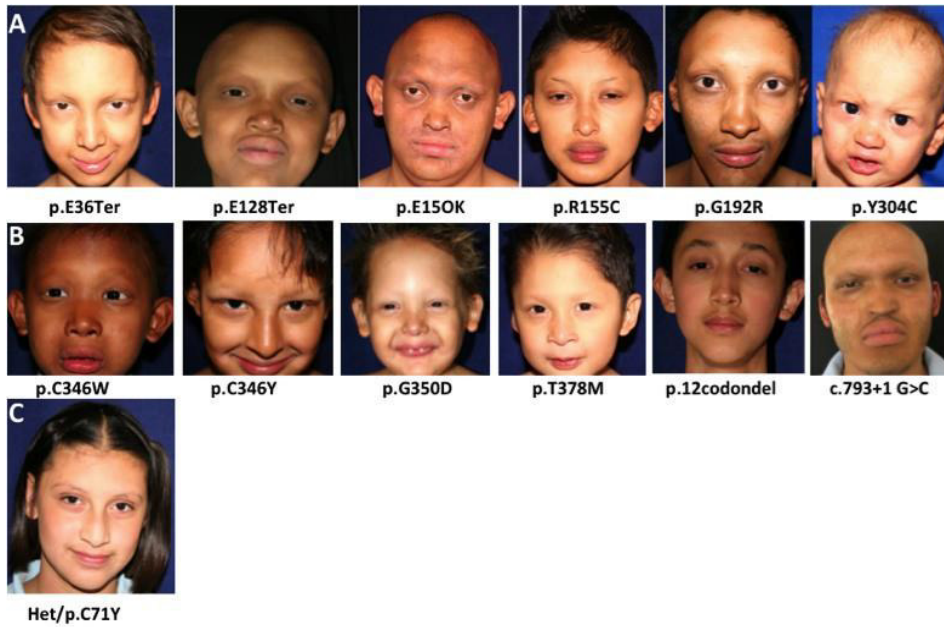 A
p.E36Ter p.E128Ter p.E15OK p.R155C p.G192R p.Y304C
B
p.C346W p.C346Y p.G350D p.T378M p.12codondel c.793+1 G>C
C
Het/p.C71Y